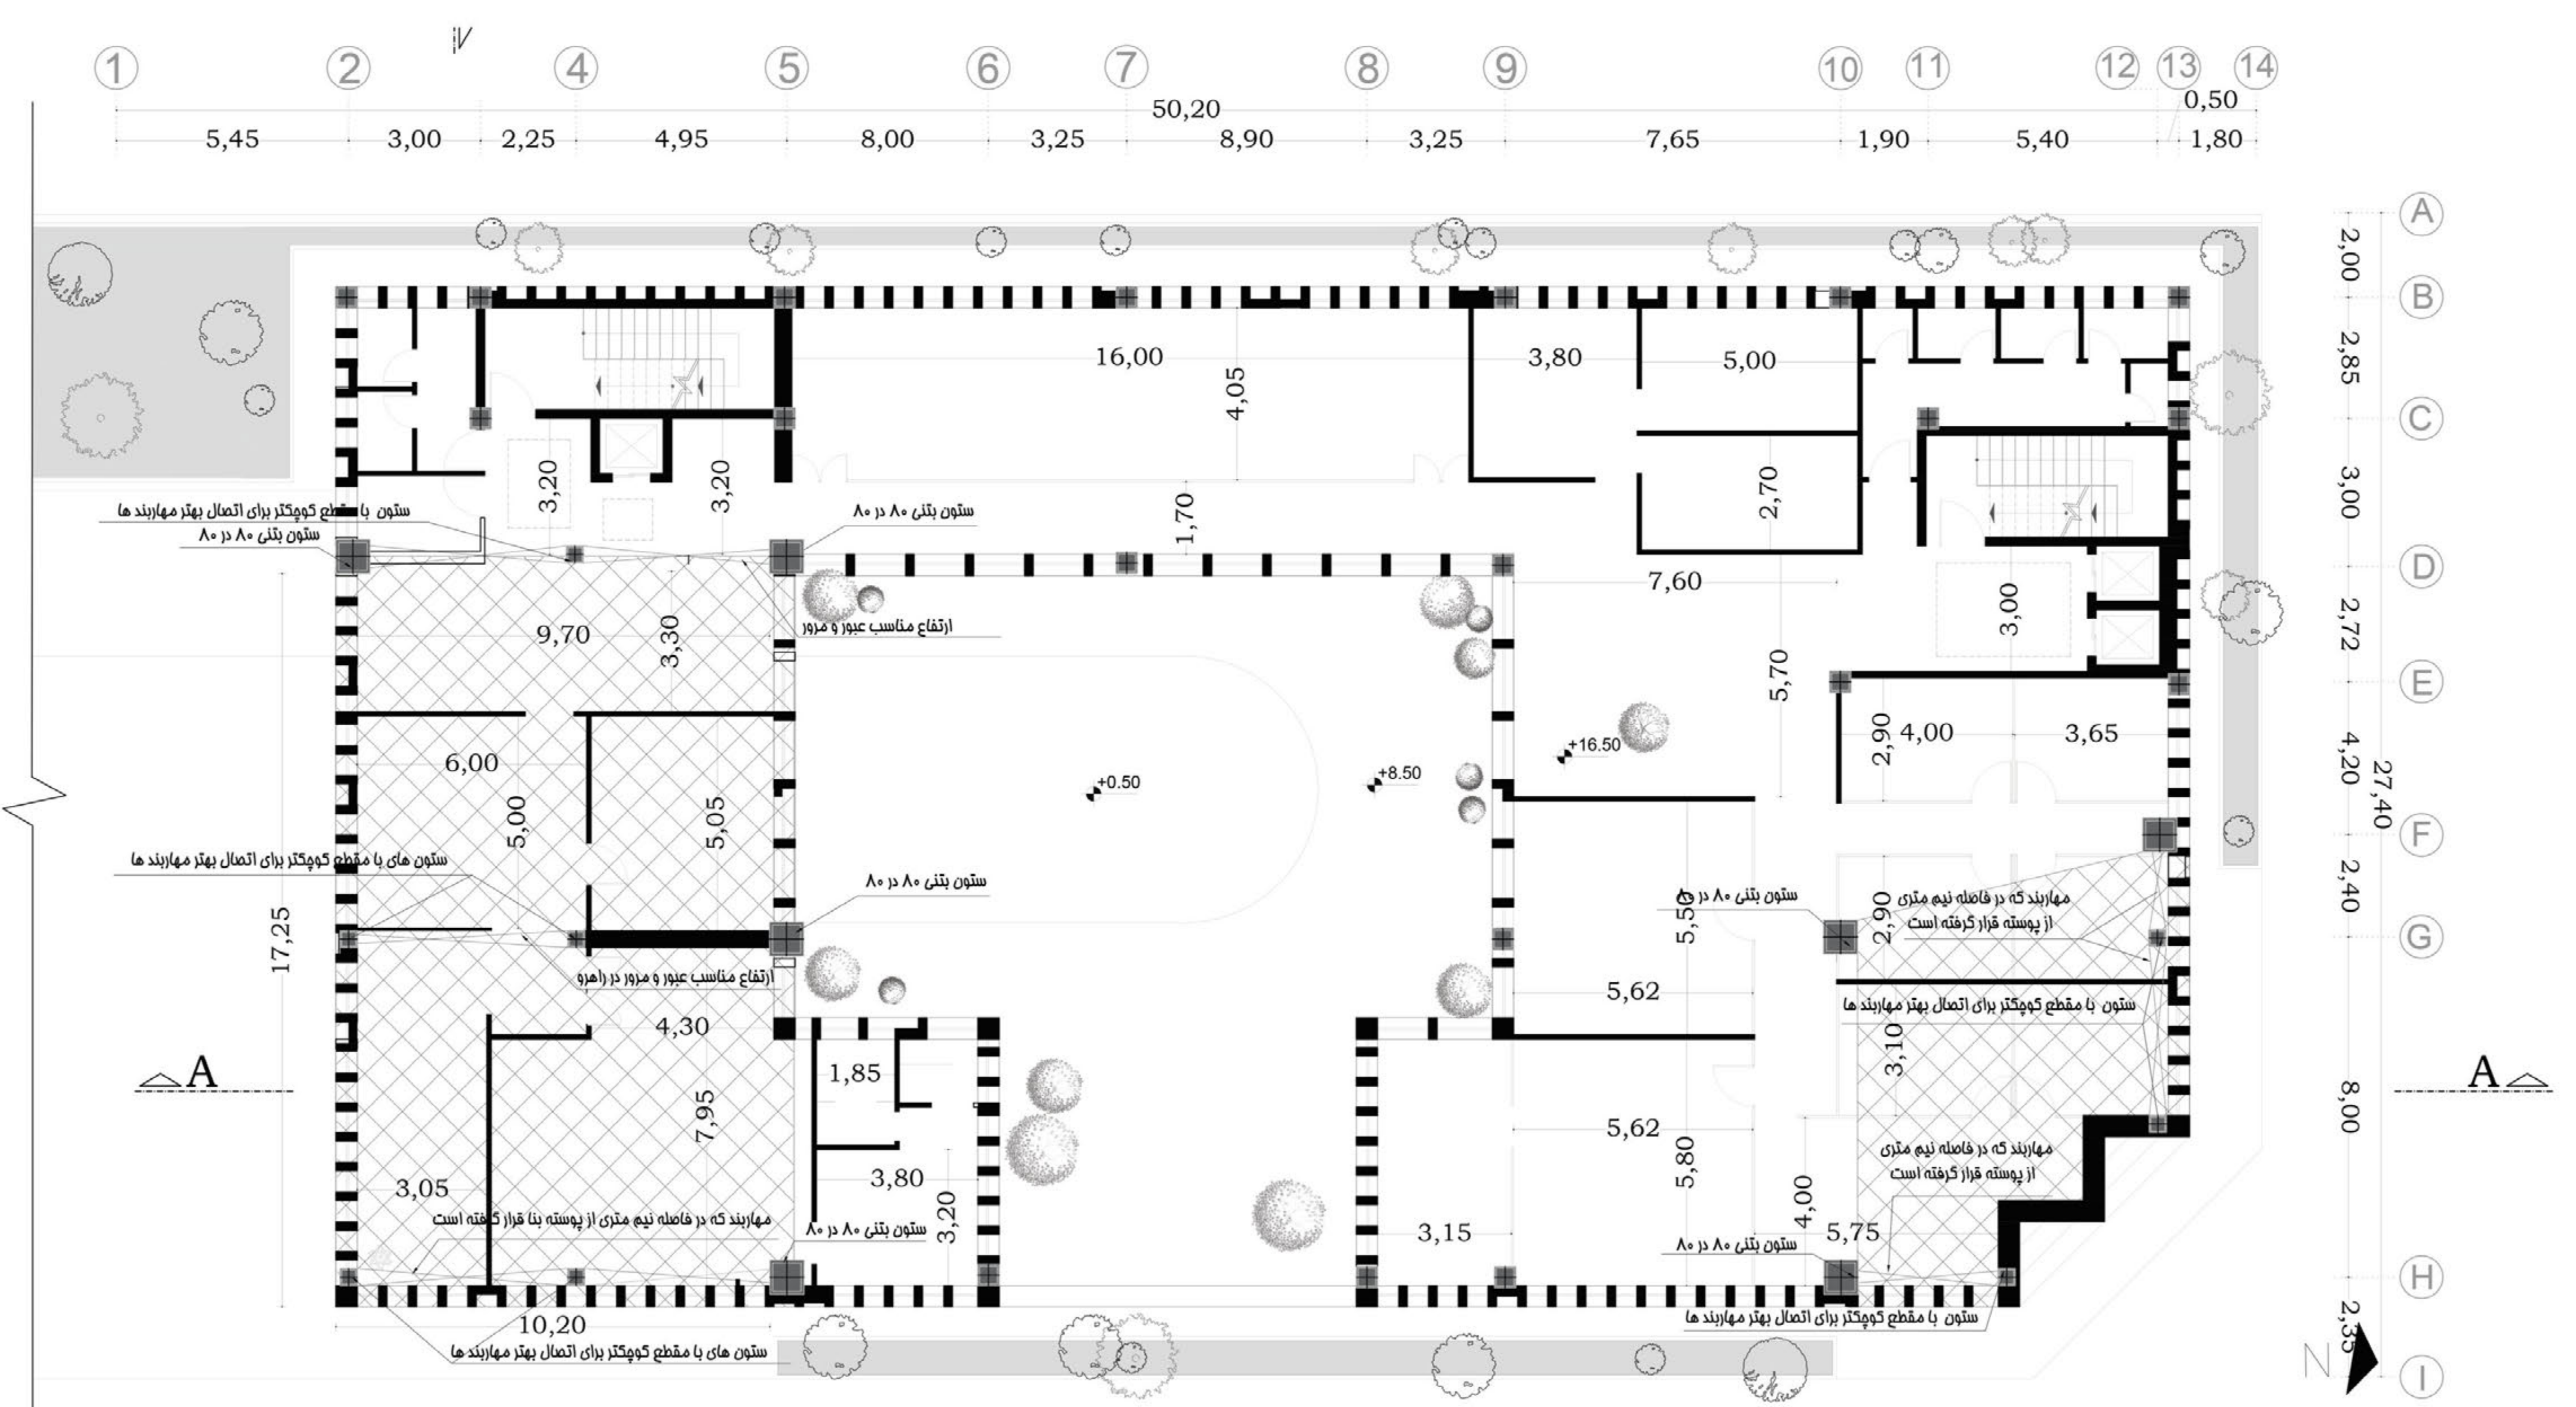 1 2 4 5 6 7 8 9 10 11 12 13 14
0,50
50,20
5,45 3,00 2,25 4,95 8,00 3,25 8,90 3,25 7,65 1,90 5,40 1,80
A
2,00
B
2,85
C
3,00
D
2,72
E
4,20
27,40
F
2,40
G
8,00
H
2,35
I
N
16,00
4,05
3,80
5,00
3,20
3,20
2,70
1,70
ستون با مقطع کوچکتر برای اتصال بهتر مهاربند ها
ستون بتنی ۸۰ در ۸۰
ستون بتنی ۸۰ در ۸۰
7,60
3,00
9,70
3,30
ارتفاع مناسب عبور و مرور
5,70
6,00
5,00
5,05
+0.50
+8.50
+16.50
2,90
4,00
3,65
ستون های با مقطع کوچکتر برای اتصال بهتر مهاربند ها
ستون بتنی ۸۰ در ۸۰
ستون بتنی ۸۰ در ۸۰
5,50
2,90
مهاربند که در فاصله نیم متری
از پوسته قرار گرفته است
17,25
ارتفاع مناسب عبور و مرور در راهرو
5,62
ستون با مقطع کوچکتر برای اتصال بهتر مهاربند ها
4,30
3,10
A
1,85
A
7,95
5,62
5,80
مهاربند که در فاصله نیم متری
از پوسته قرار گرفته است
3,05
3,80
3,20
4,00
مهاربند که در فاصله نیم متری از پوسته بنا قرار گرفته است
ستون بتنی ۸۰ در ۸۰
3,15
5,75
ستون بتنی ۸۰ در ۸۰
10,20
ستون با مقطع کوچکتر برای اتصال بهتر مهاربند ها
ستون های با مقطع کوچکتر برای اتصال بهتر مهاربند ها